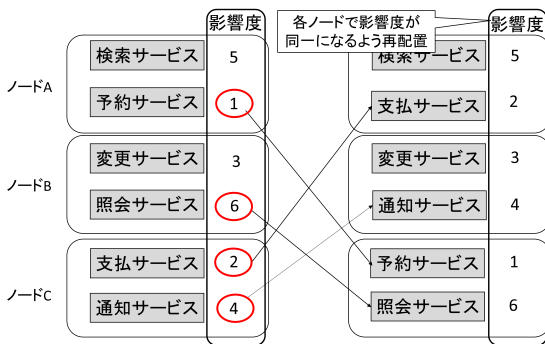 影響度
各ノードで影響度が
同一になるよう再配置
影響度
ノードA
検索サービス 5
予約サービス 1
検索サービス 5
支払サービス 2
ノードB
変更サービス 3
照会サービス 6
変更サービス 3
通知サービス 4
ノードC
支払サービス 2
通知サービス 4
予約サービス 1
照会サービス 6